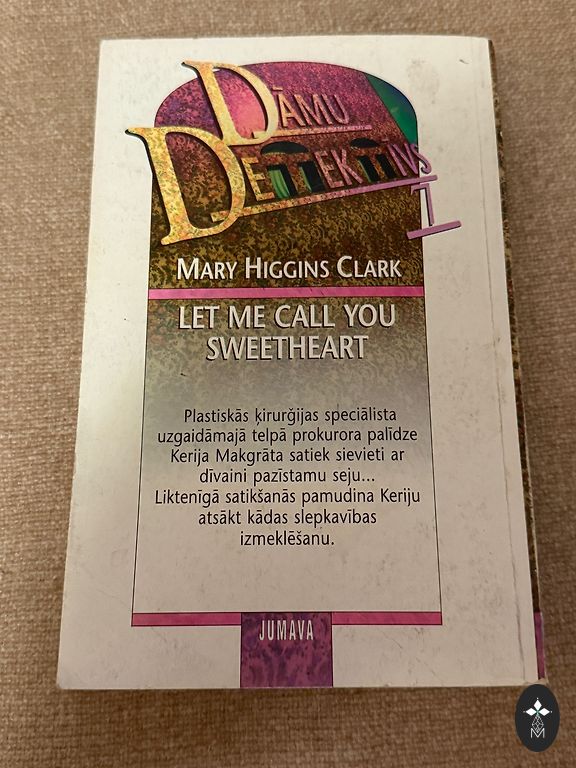 DĀMU
DETEKTĪVS
1
MARY HIGGINS CLARK
LET ME CALL YOU
SWEETHEART
Plastiskās ķirurģijas speciālista
uzgaidāmajā telpā prokurora palīdze
Kerija Makgrāta satiek sievieti ar
dīvaini pazīstamu seju...
Liktenīgā satikšanās pamudina Keriju
atsākt kādas slepkavības
izmeklēšanu.
JUMAVA
M